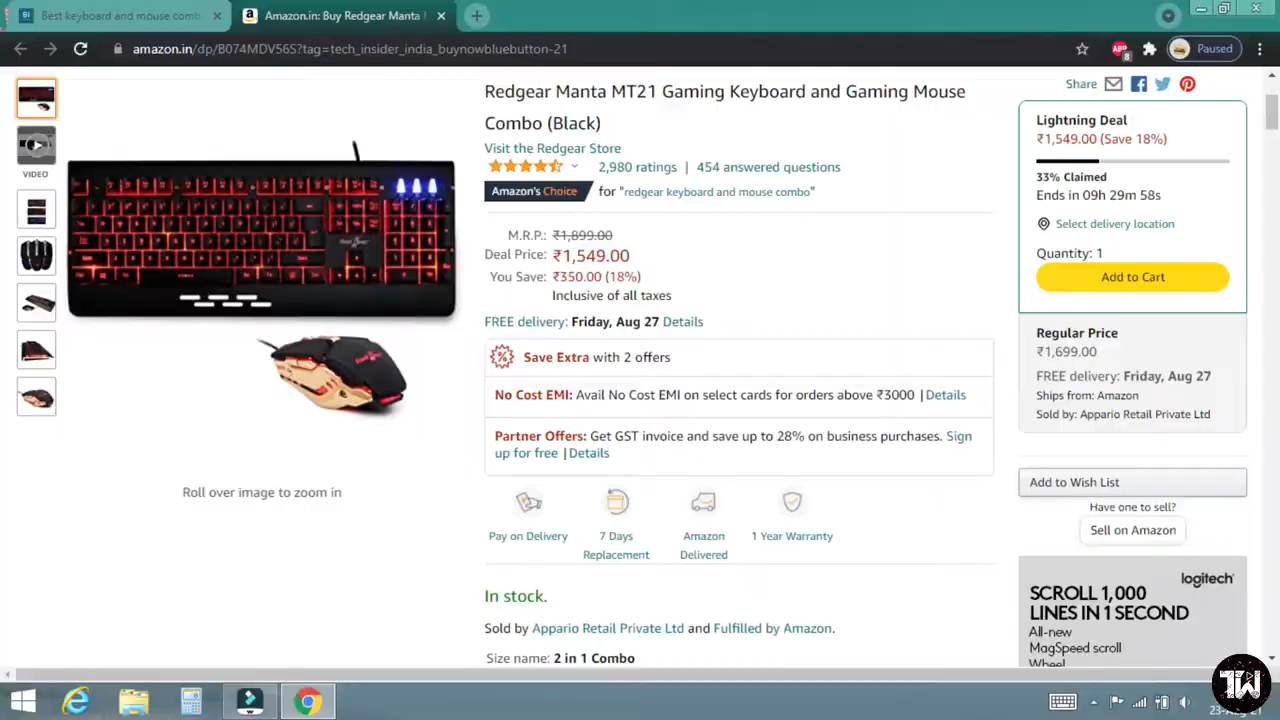 Best keyboard and mouse comb
Amazon.in: Buy Redgear Manta
amazon.in/dp/B074MDV56S?tag=tech_insider_india_buynowbluebutton-21
ABP
8
Paused
VIDEO
Roll over image to zoom in
Redgear Manta MT21 Gaming Keyboard and Gaming Mouse
Combo (Black)
Visit the Redgear Store
2,980 ratings | 454 answered questions
Amazon's Choice for "redgear keyboard and mouse combo"
M.R.P.: ₹1,899.00
Deal Price: ₹1,549.00
You Save: ₹350.00 (18%)
Inclusive of all taxes
FREE delivery: Friday, Aug 27 Details
Save Extra with 2 offers
No Cost EMI: Avail No Cost EMI on select cards for orders above ₹3000 | Details
Partner Offers: Get GST invoice and save up to 28% on business purchases. Sign
up for free | Details
Pay on Delivery
7 Days
Replacement
Amazon
Delivered
1 Year Warranty
In stock.
Sold by Appario Retail Private Ltd and Fulfilled by Amazon.
Size name: 2 in 1 Combo
Share
Lightning Deal
₹1,549.00 (Save 18%)
33% Claimed
Ends in 09h 29m 58s
Select delivery location
Quantity: 1
Add to Cart
Regular Price
₹1,699.00
FREE delivery: Friday, Aug 27
Ships from: Amazon
Sold by: Appario Retail Private Ltd
Add to Wish List
Have one to sell?
Sell on Amazon
logitech
SCROLL 1,000
LINES IN 1 SECOND
All-new
MagSpeed scroll
Wheel
TW